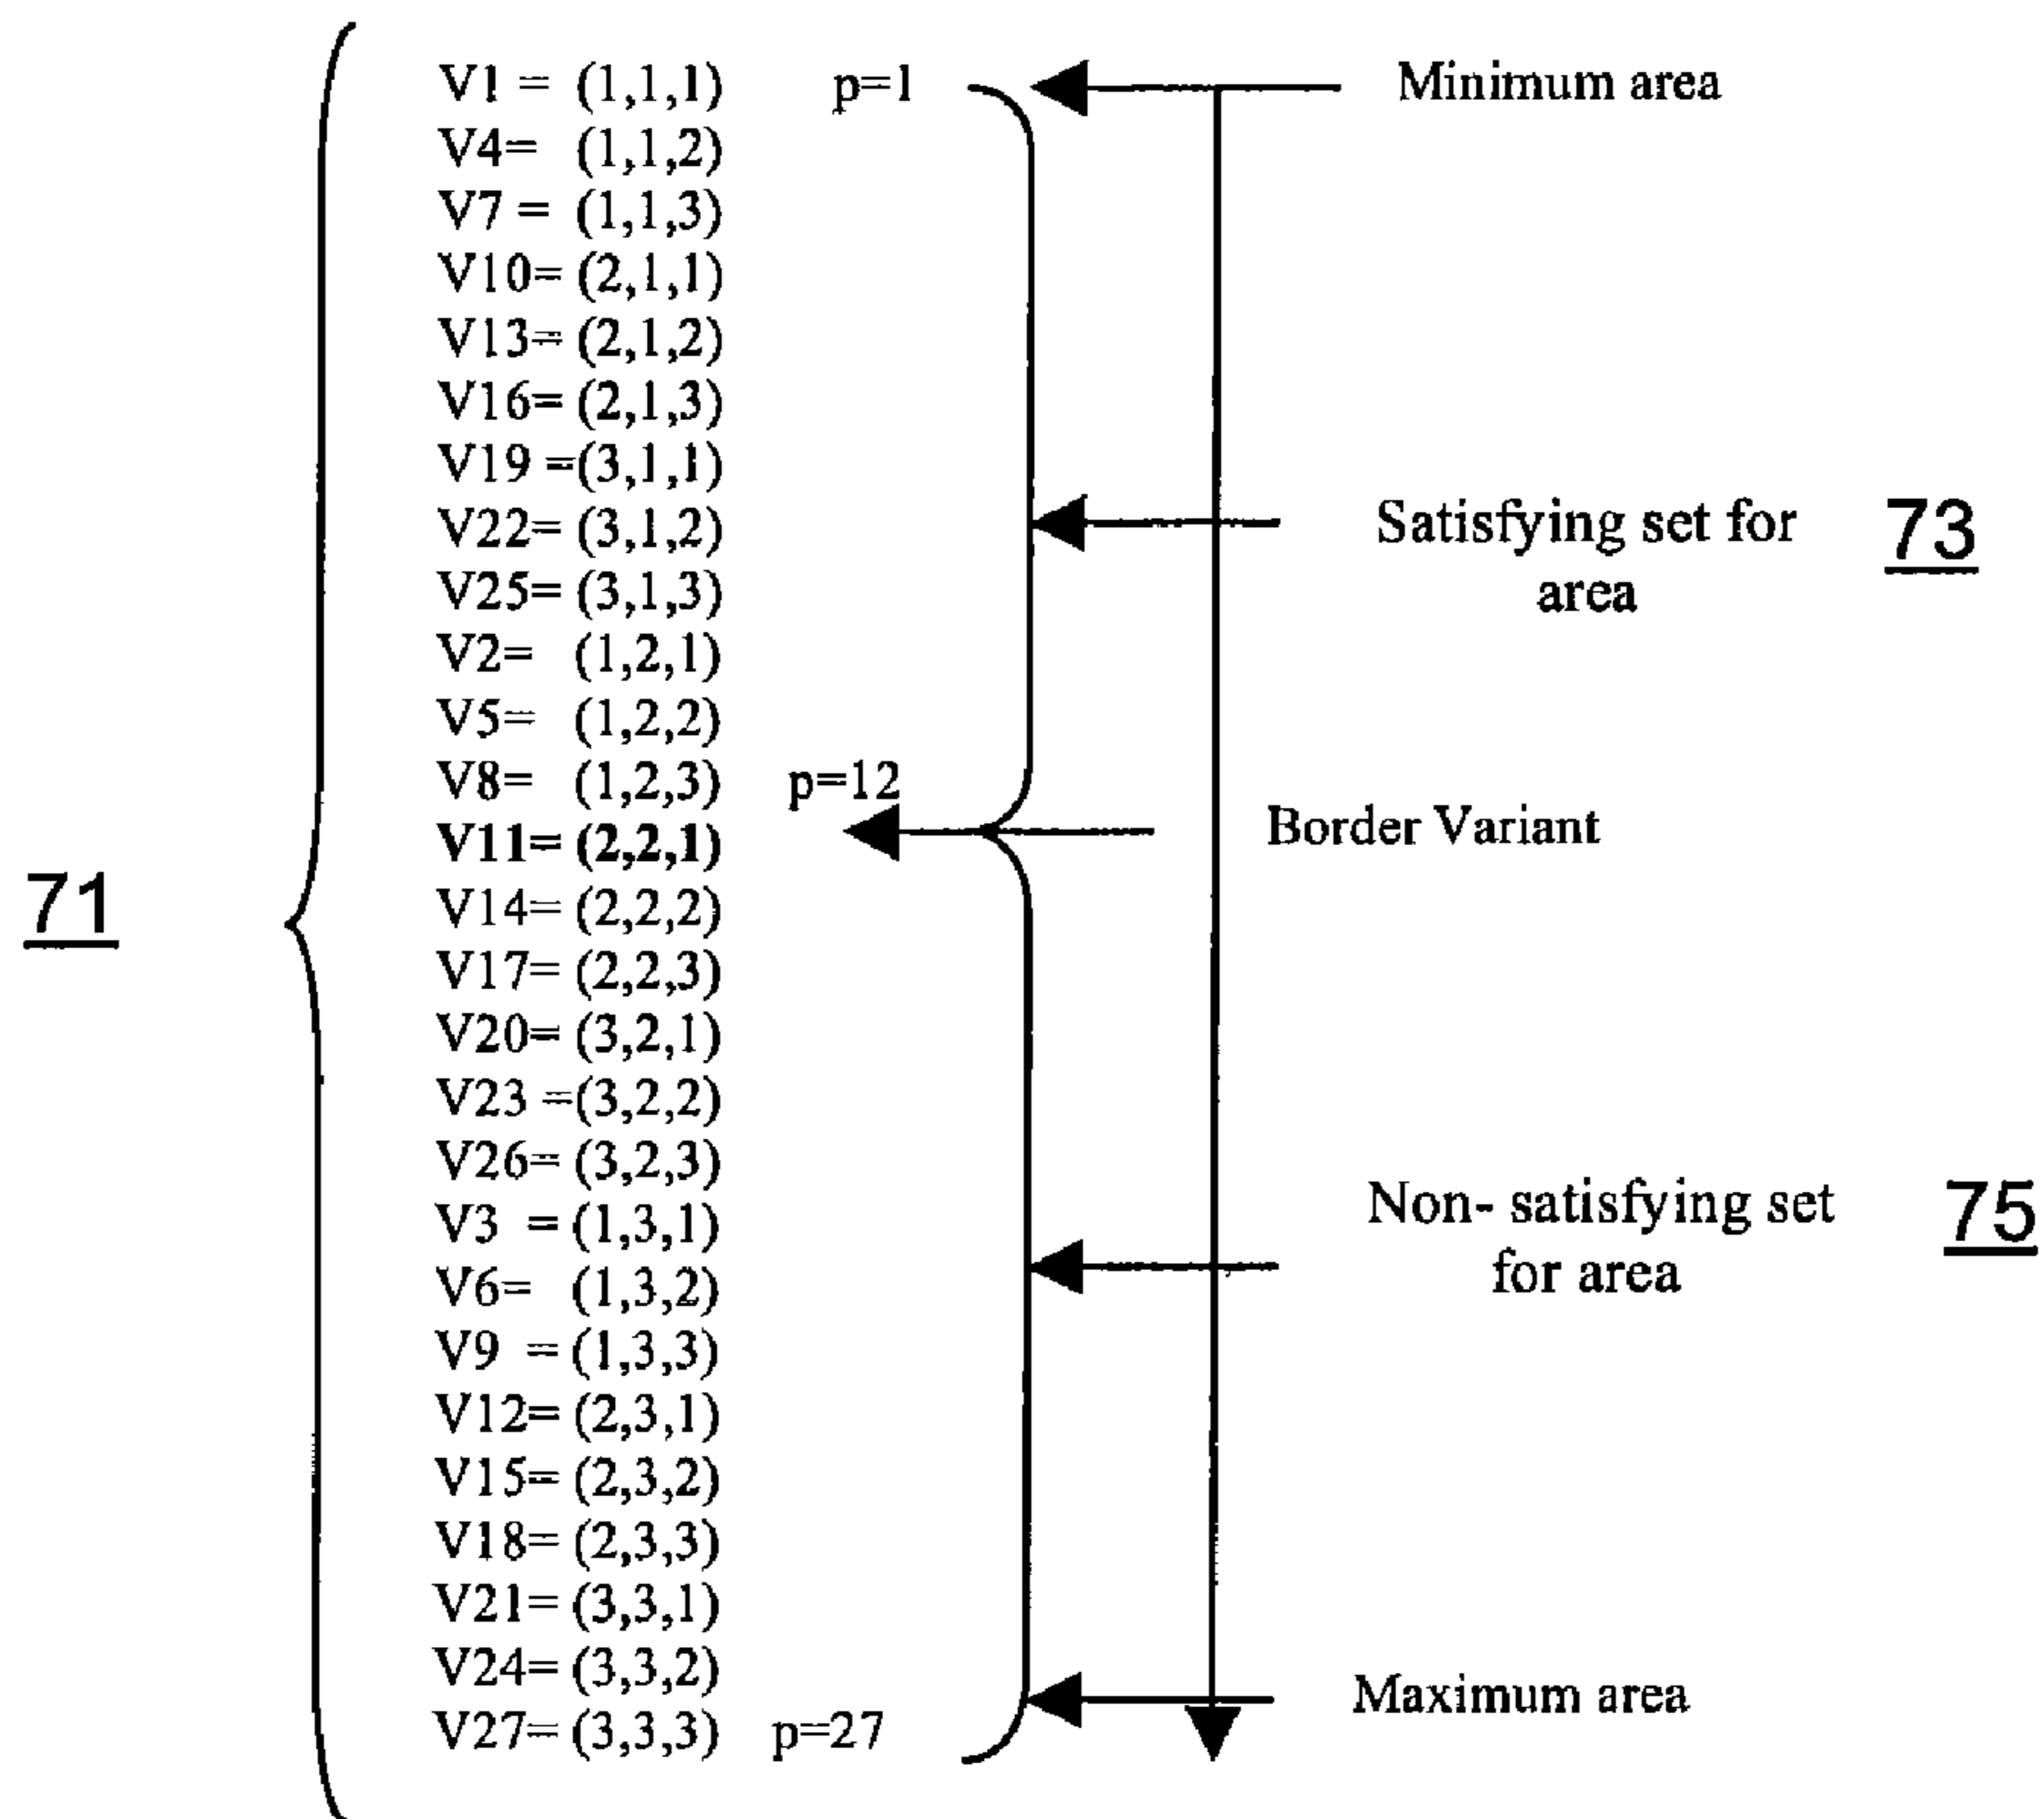 V1 = (1,1,1) p=1 Minimum area
V4= (1,1,2)
V7 = (1,1,3)
V10= (2,1,1)
V13= (2,1,2)
V16= (2,1,3)
V19 =(3,1,1)
V22= (3,1,2) Satisfying set for 73
V25= (3,1,3) area
V2= (1,2,1)
V5= (1,2,2)
V8= (1,2,3) p=12
V11= (2,2,1) Border Variant
71
V14= (2,2,2)
V17= (2,2,3)
V20= (3,2,1)
V23 =(3,2,2)
V26= (3,2,3)
V3 = (1,3,1) Non- satisfying set 75
V6= (1,3,2) for area
V9 = (1,3,3)
V12= (2,3,1)
V15= (2,3,2)
V18= (2,3,3)
V21= (3,3,1)
V24= (3,3,2) Maximum area
V27= (3,3,3) p=27